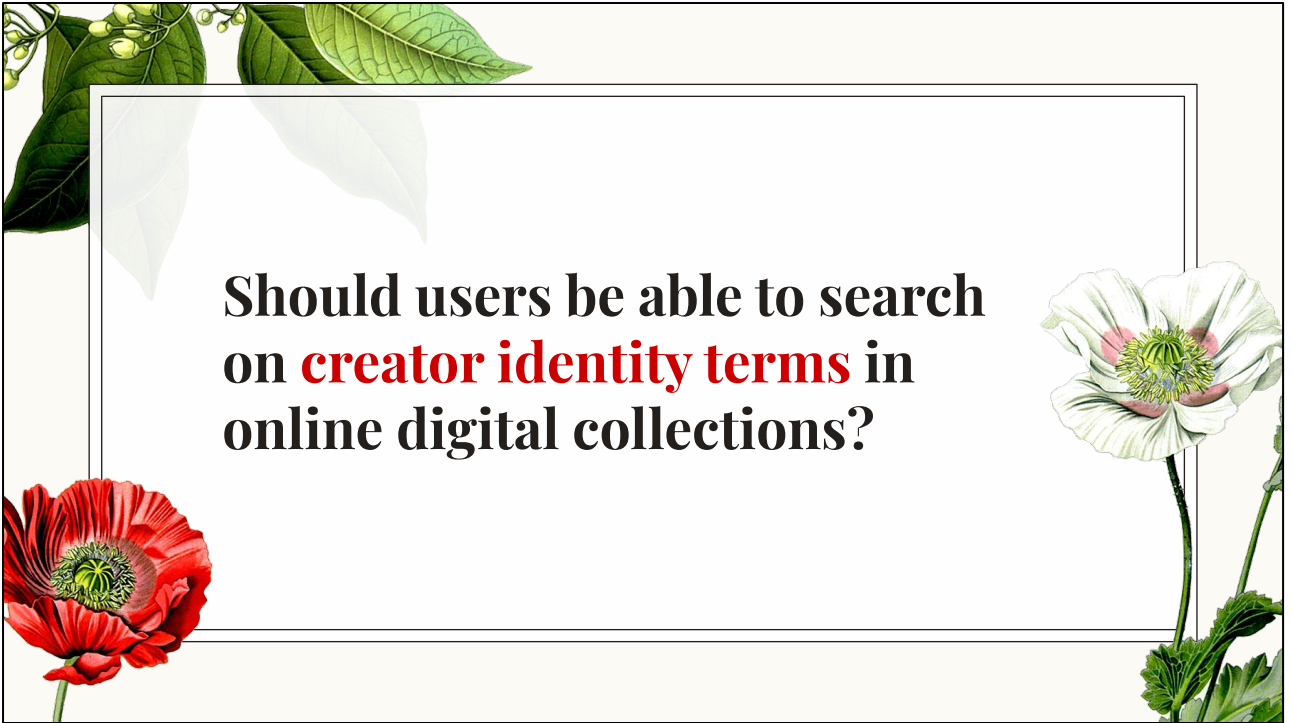 Should users be able to search
on creator identity terms in
online digital collections?